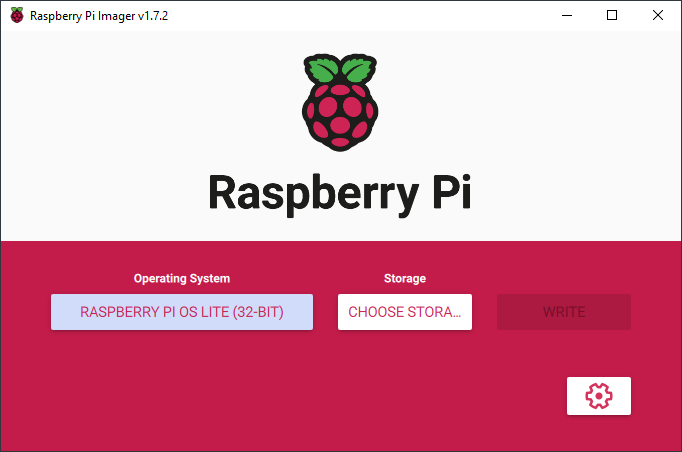 Raspberry Pi Imager v1.7.2
Raspberry Pi
Operating System
Storage
RASPBERRY PI OS LITE (32-BIT)
CHOOSE STORA...
WRITE